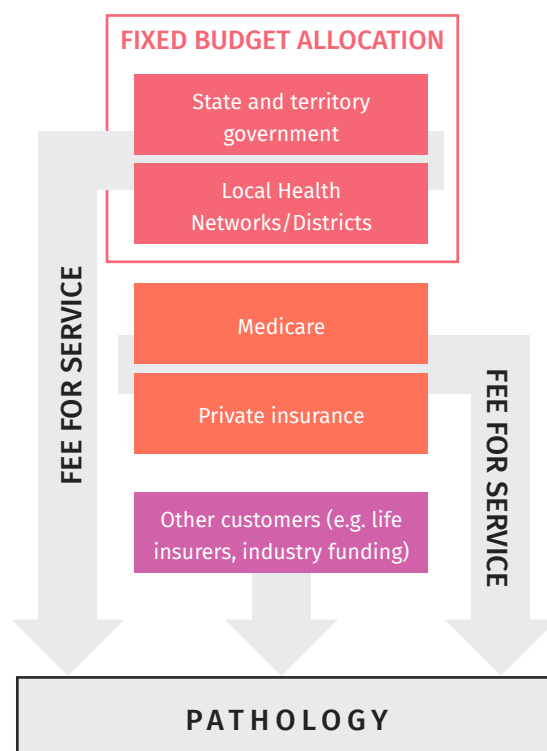 FIXED BUDGET ALLOCATION
State and territory
government
Local Health
Networks/Districts
FEE FOR SERVICE
Medicare
Private insurance
FEE FOR SERVICE
Other customers (e.g. life
insurers, industry funding)
PATHOLOGY